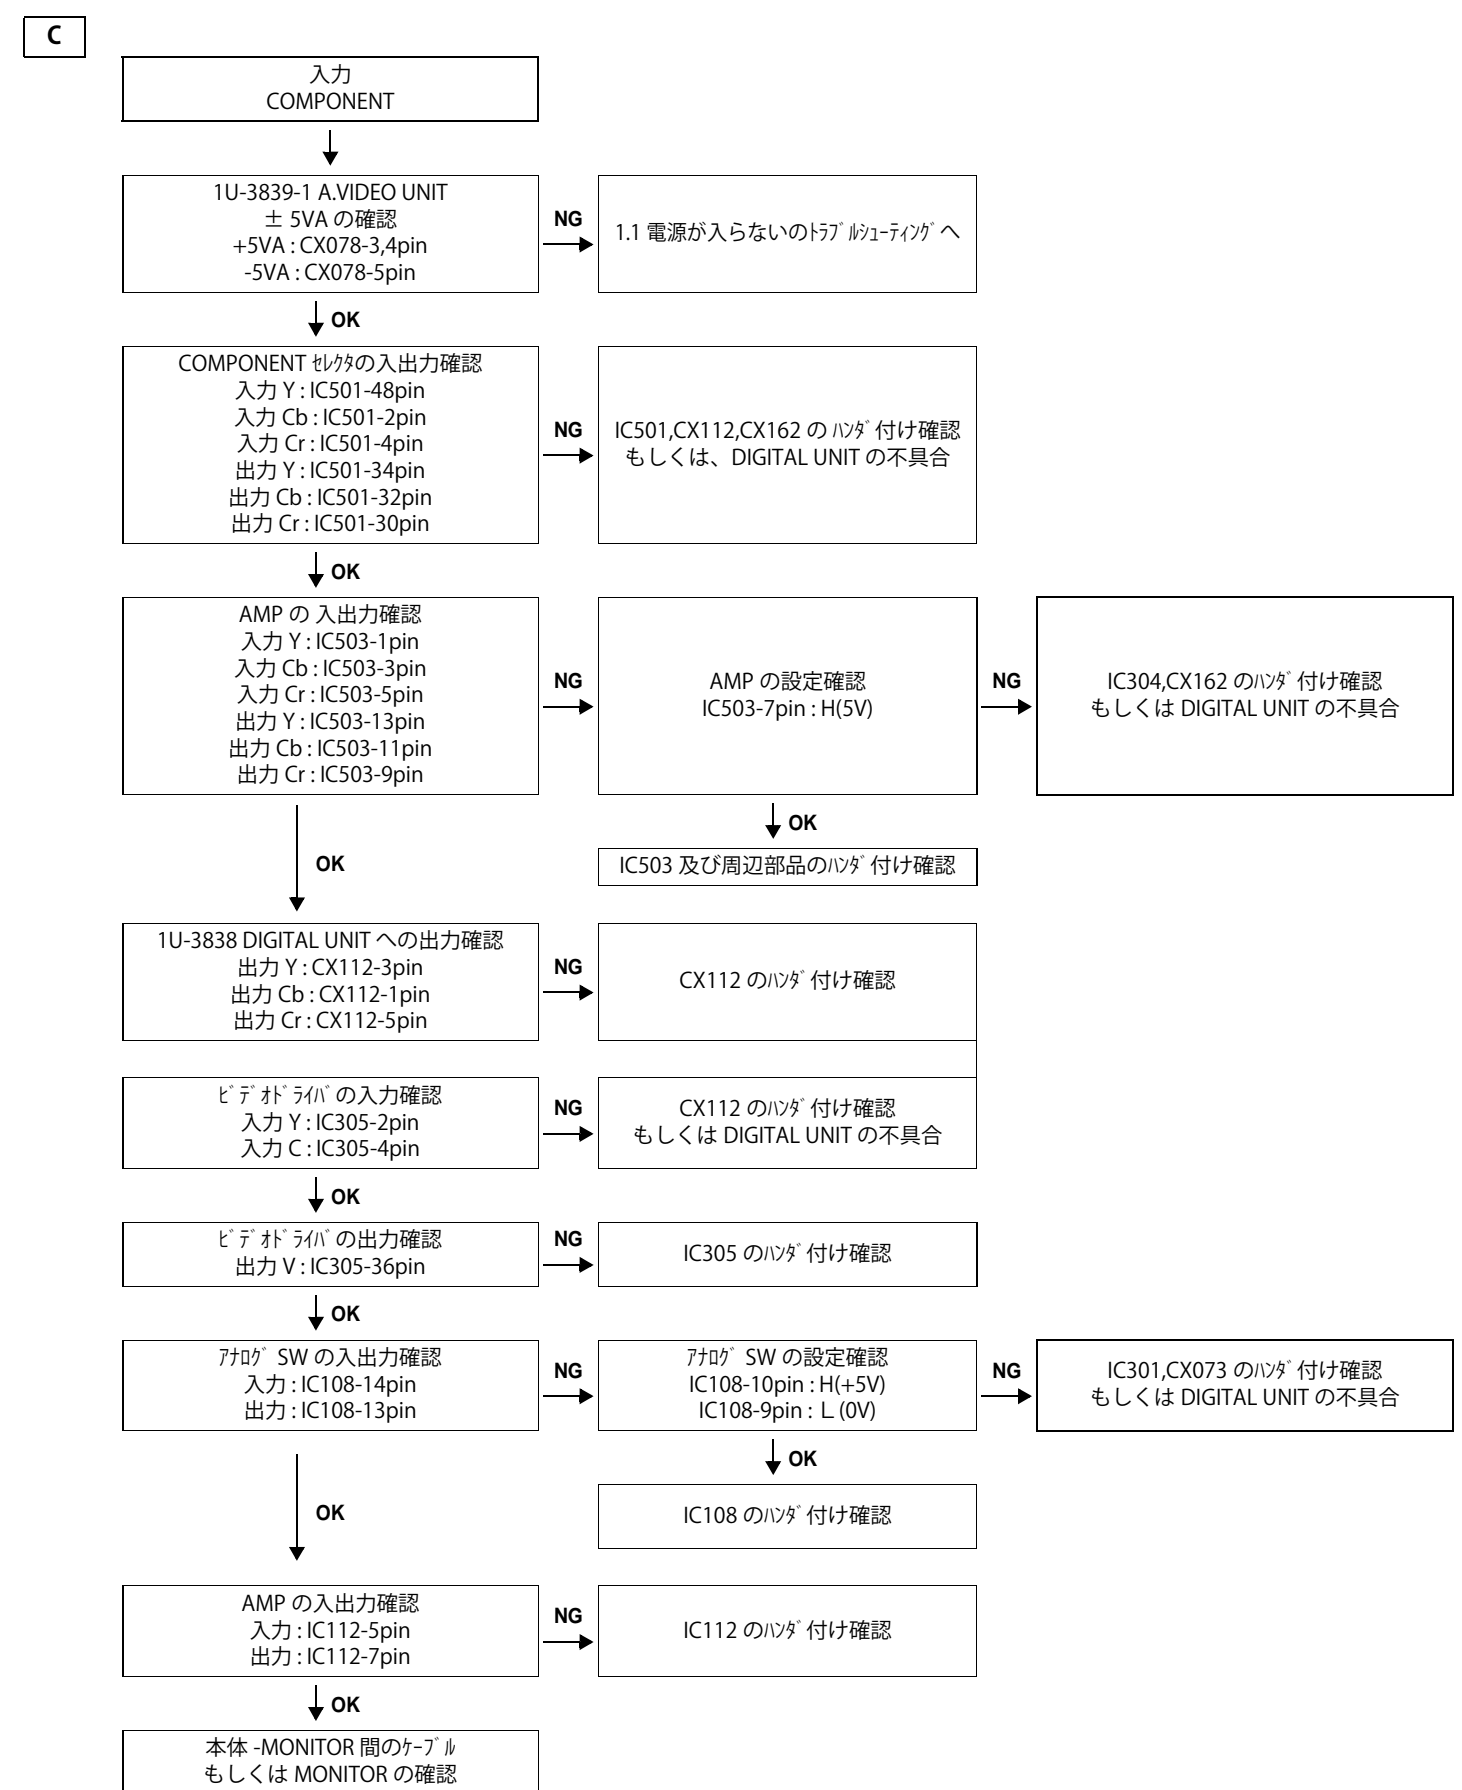 C
入力
COMPONENT
1U-3839-1 A.VIDEO UNIT
± 5VA の確認
+5VA : CX078-3,4pin
-5VA : CX078-5pin
NG
1.1 電源が入らないのﾄﾗﾌﾞﾙｼｭｰﾃｨﾝｸﾞへ
OK
COMPONENT ｾﾚｸﾀの入出力確認
入力 Y : IC501-48pin
入力 Cb : IC501-2pin
入力 Cr : IC501-4pin
出力 Y : IC501-34pin
出力 Cb : IC501-32pin
出力 Cr : IC501-30pin
NG
IC501,CX112,CX162 の ﾊﾝﾀﾞ付け確認
もしくは、DIGITAL UNIT の不具合
OK
AMP の 入出力確認
入力 Y : IC503-1pin
入力 Cb : IC503-3pin
入力 Cr : IC503-5pin
出力 Y : IC503-13pin
出力 Cb : IC503-11pin
出力 Cr : IC503-9pin
NG
AMP の設定確認
IC503-7pin : H(5V)
NG
IC304,CX162 のﾊﾝﾀﾞ付け確認
もしくは DIGITAL UNIT の不具合
OK
IC503 及び周辺部品のﾊﾝﾀﾞ付け確認
OK
1U-3838 DIGITAL UNIT への出力確認
出力 Y : CX112-3pin
出力 Cb : CX112-1pin
出力 Cr : CX112-5pin
NG
CX112 のﾊﾝﾀﾞ付け確認
ﾋﾞﾃﾞｵﾄﾞﾗｲﾊﾞの入力確認
入力 Y : IC305-2pin
入力 C : IC305-4pin
NG
CX112 のﾊﾝﾀﾞ付け確認
もしくは DIGITAL UNIT の不具合
OK
ﾋﾞﾃﾞｵﾄﾞﾗｲﾊﾞの出力確認
出力 V : IC305-36pin
NG
IC305 のﾊﾝﾀﾞ付け確認
OK
ｱﾅﾛｸﾞ SW の入出力確認
入力 : IC108-14pin
出力 : IC108-13pin
NG
ｱﾅﾛｸﾞ SW の設定確認
IC108-10pin : H(+5V)
IC108-9pin : L (0V)
NG
IC301,CX073 のﾊﾝﾀﾞ付け確認
もしくは DIGITAL UNIT の不具合
OK
IC108 のﾊﾝﾀﾞ付け確認
OK
AMP の入出力確認
入力 : IC112-5pin
出力 : IC112-7pin
NG
IC112 のﾊﾝﾀﾞ付け確認
OK
本体 -MONITOR 間のｹｰﾌﾞﾙ
もしくは MONITOR の確認